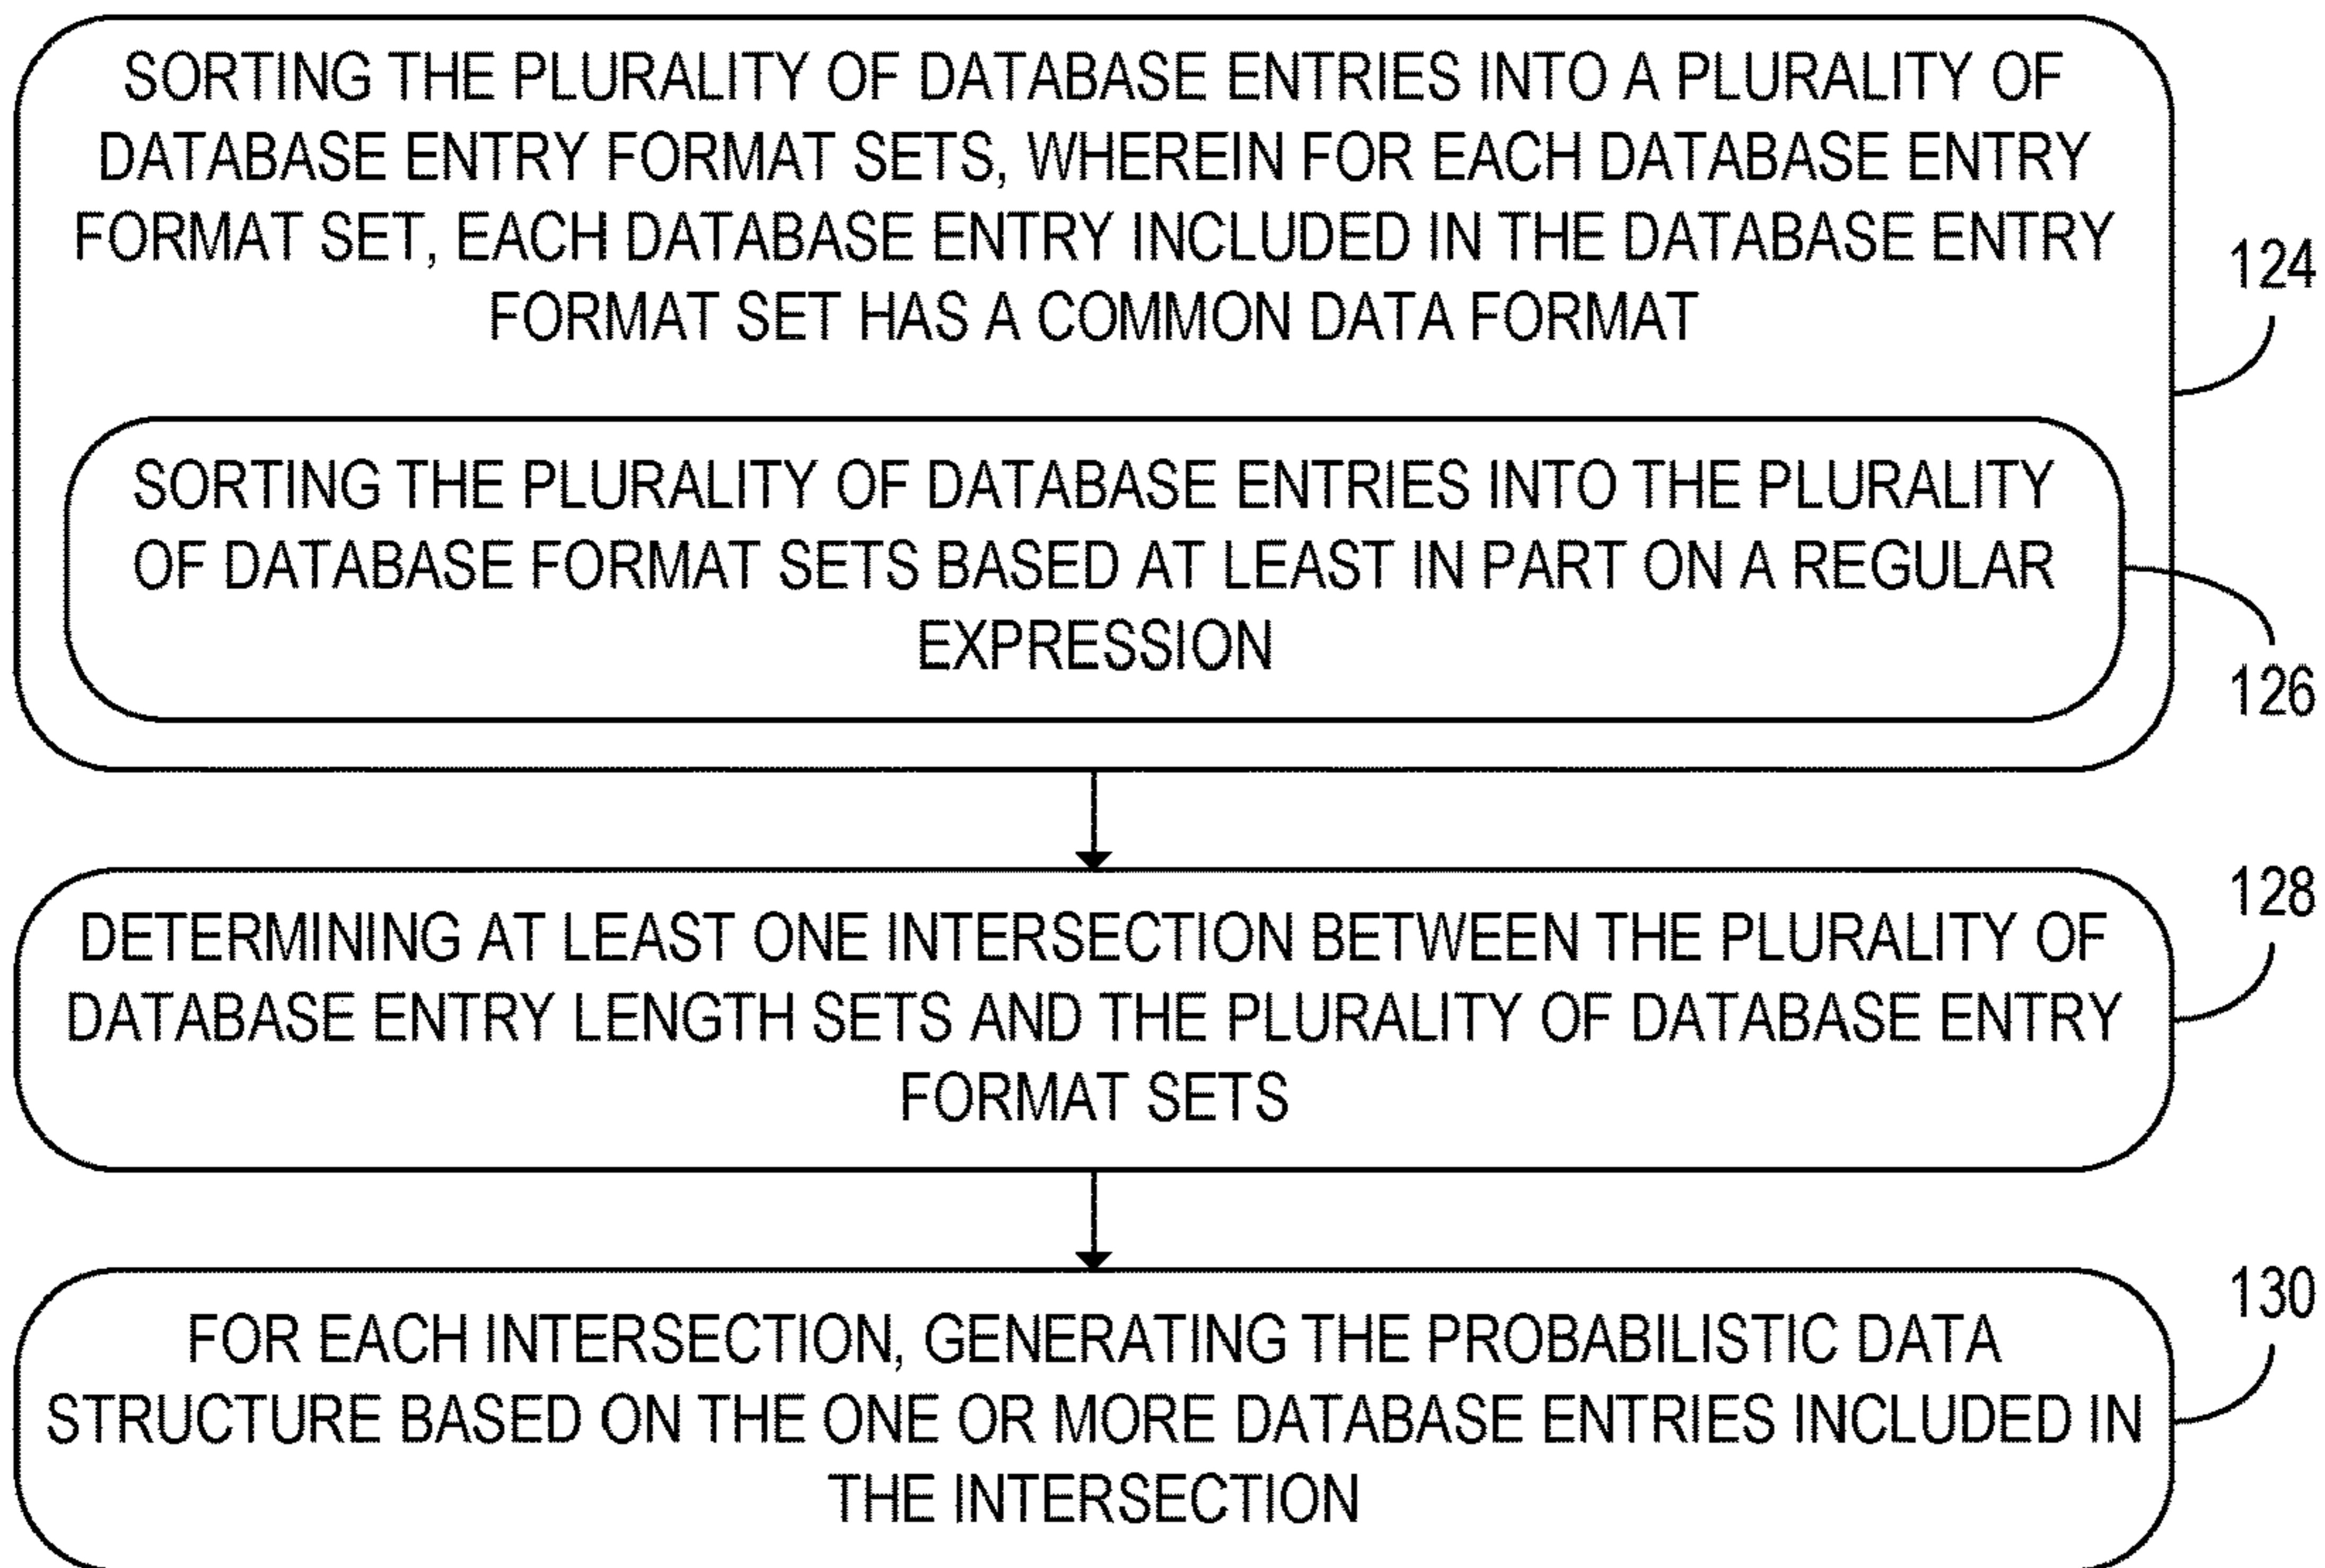 SORTING THE PLURALITY OF DATABASE ENTRIES INTO A PLURALITY OF
DATABASE ENTRY FORMAT SETS, WHEREIN FOR EACH DATABASE ENTRY
FORMAT SET, EACH DATABASE ENTRY INCLUDED IN THE DATABASE ENTRY
FORMAT SET HAS A COMMON DATA FORMAT
124
SORTING THE PLURALITY OF DATABASE ENTRIES INTO THE PLURALITY
OF DATABASE FORMAT SETS BASED AT LEAST IN PART ON A REGULAR
EXPRESSION
126
DETERMINING AT LEAST ONE INTERSECTION BETWEEN THE PLURALITY OF
DATABASE ENTRY LENGTH SETS AND THE PLURALITY OF DATABASE ENTRY
FORMAT SETS
128
FOR EACH INTERSECTION, GENERATING THE PROBABILISTIC DATA
STRUCTURE BASED ON THE ONE OR MORE DATABASE ENTRIES INCLUDED IN
THE INTERSECTION
130